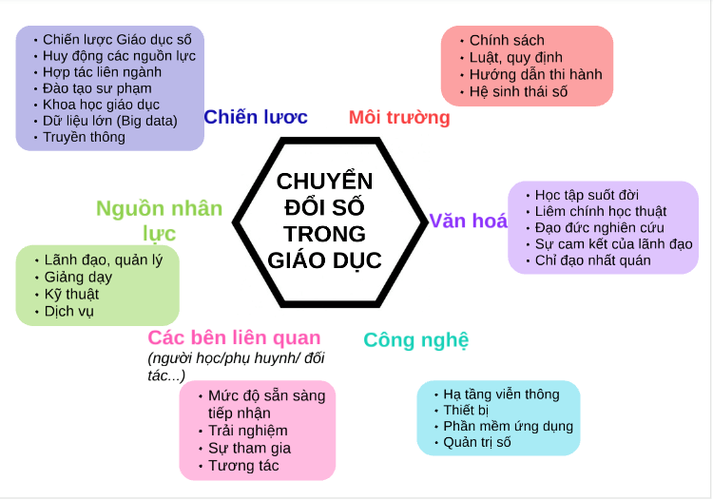 • Chiến lược Giáo dục số
• Huy động các nguồn lực
• Hợp tác liên ngành
• Đào tạo sư phạm
• Khoa học giáo dục
• Dữ liệu lớn (Big data)
• Truyền thông
Chiến lươc
• Chính sách
• Luật, quy định
• Hướng dẫn thi hành
• Hệ sinh thái số
Môi trường
CHUYỂN
ĐỔI SỐ
TRONG
GIÁO DỤC
Nguồn nhân
lực
• Lãnh đạo, quản lý
• Giảng dạy
• Kỹ thuật
• Dịch vụ
Văn hoá
• Học tập suốt đời
• Liêm chính học thuật
• Đạo đức nghiên cứu
• Sự cam kết của lãnh đạo
• Chỉ đạo nhất quán
Các bên liên quan
(người học/phụ huynh/ đối
tác...)
• Mức độ sẵn sàng
tiếp nhận
• Trải nghiệm
• Sự tham gia
• Tương tác
Công nghệ
• Hạ tầng viễn thông
• Thiết bị
• Phần mềm ứng dụng
• Quản trị số